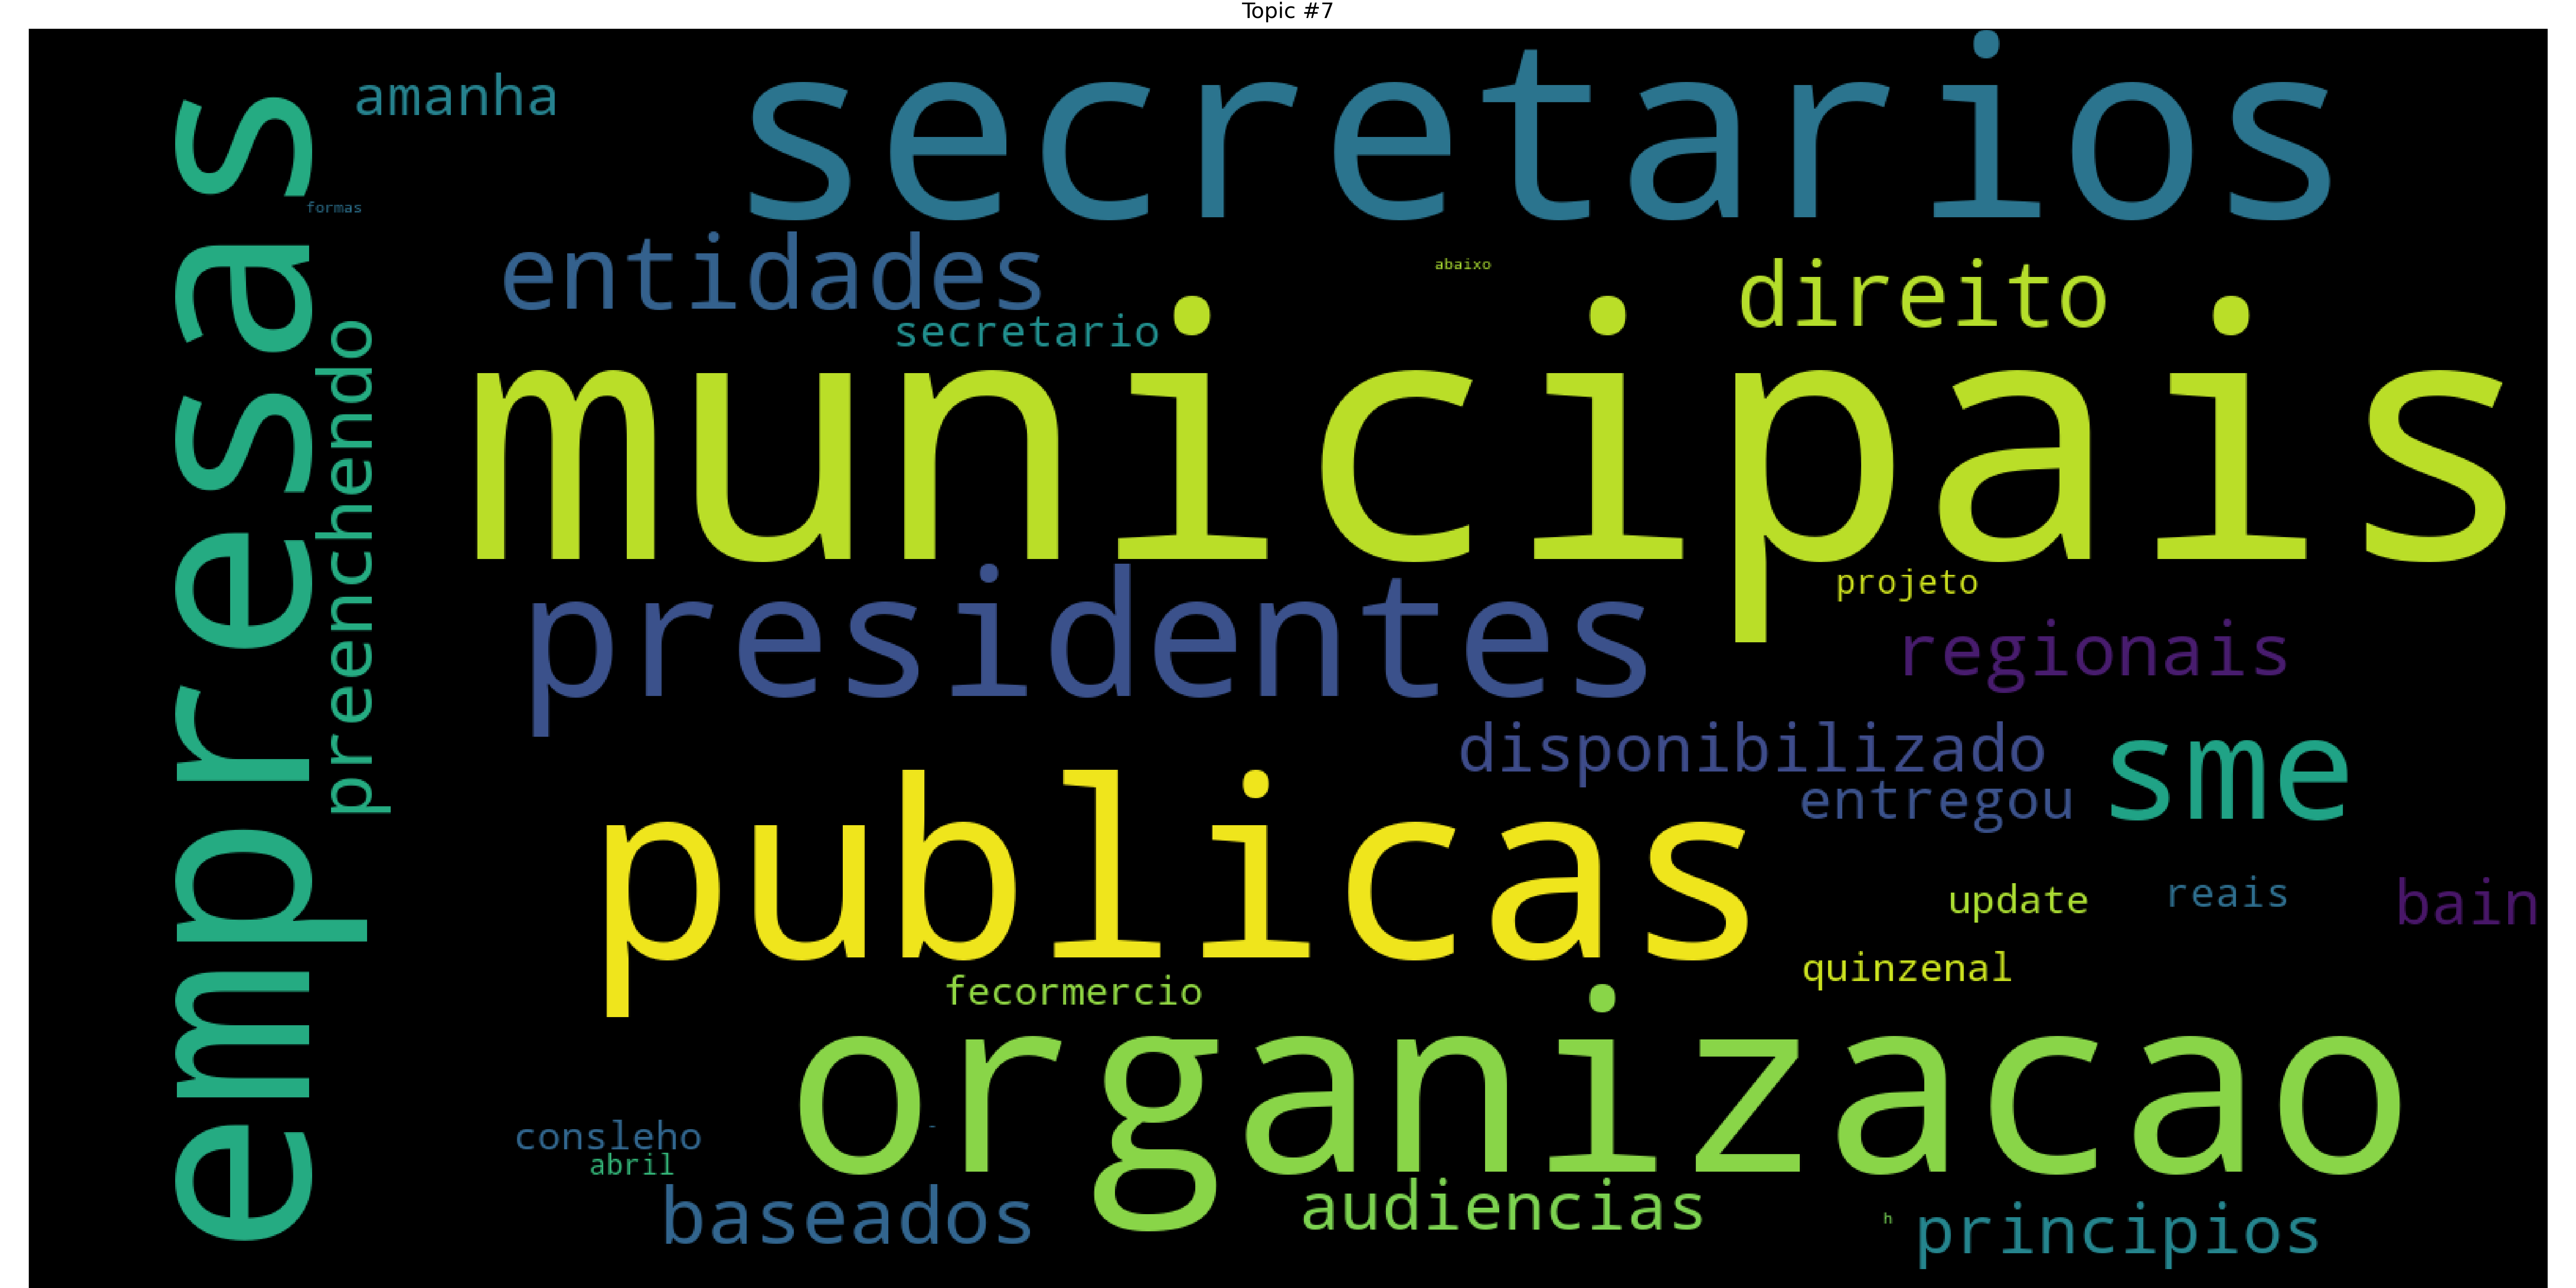 Topic #7
secretarios
amanha
formas
empresas
entidades
abaixo
direito
secretario
preenchendo
municipais
projeto
presidentes
regionais
disponibilizado
sme
entregou
publicas
update
reais
bain
quinzenal
fecormercio
organizacao
consleho
-
abril
baseados
audiencias
h
principios